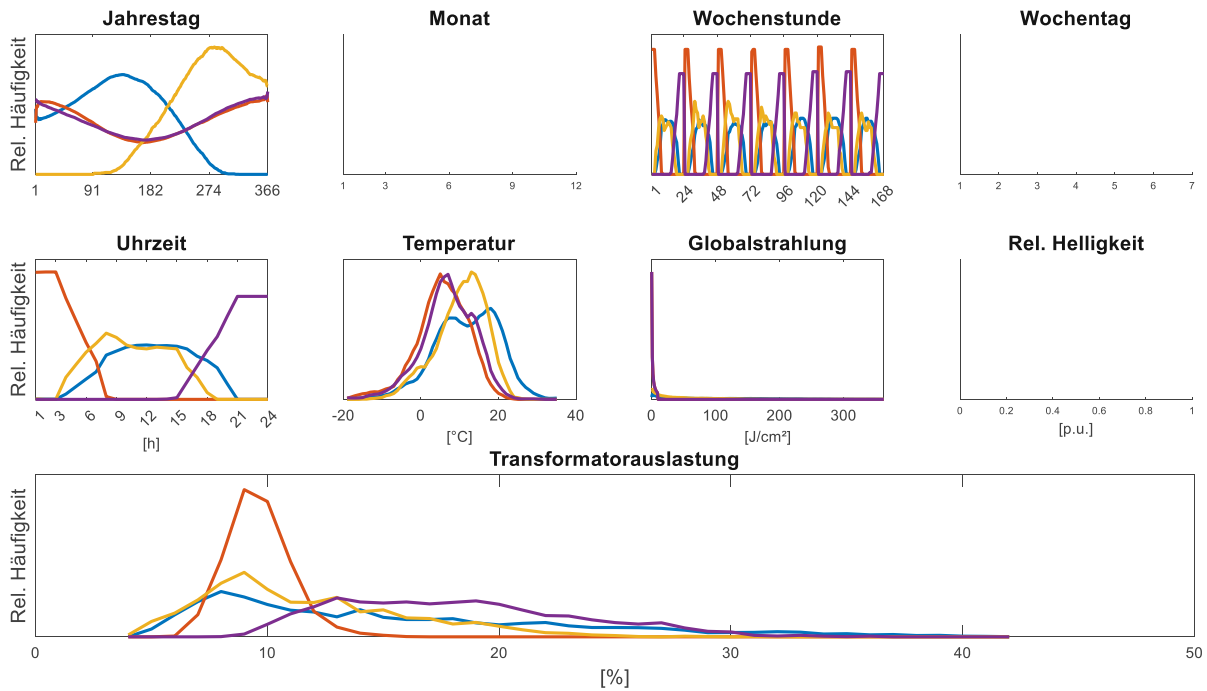 Jahrestag Monat Wochenstunde Wochentag
Rel. Häufigkeit
1 91 182 274 366 1 3 6 9 12 1 24 48 72 96 120 144 168 1 2 3 4 5 6 7
Uhrzeit Temperatur Globalstrahlung Rel. Helligkeit
Rel. Häufigkeit
1 3 6 9 12 15 18 21 24 -20 0 20 40 0 100 200 300 0 0.2 0.4 0.6 0.8 1
[h] [°C] [J/cm²] [p.u.]
Transformatorauslastung
Rel. Häufigkeit
0 10 20 30 40 50
[%]